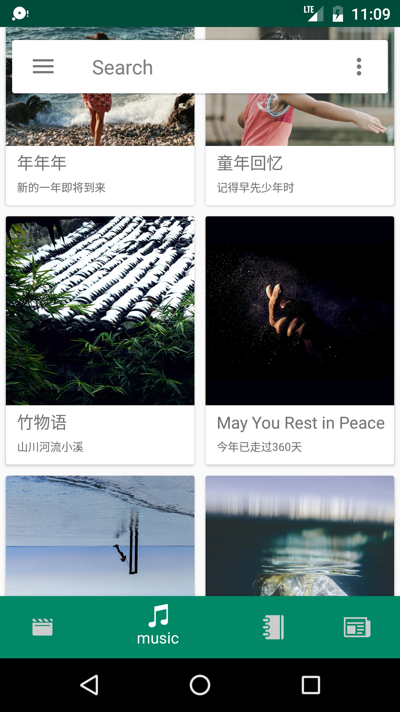 LTE
11:09
Search
年年年
新的一年即将到来
童年回忆
记得早先少年时
竹物语
山川河流小溪
May You Rest in Peace
今年已走过360天
music